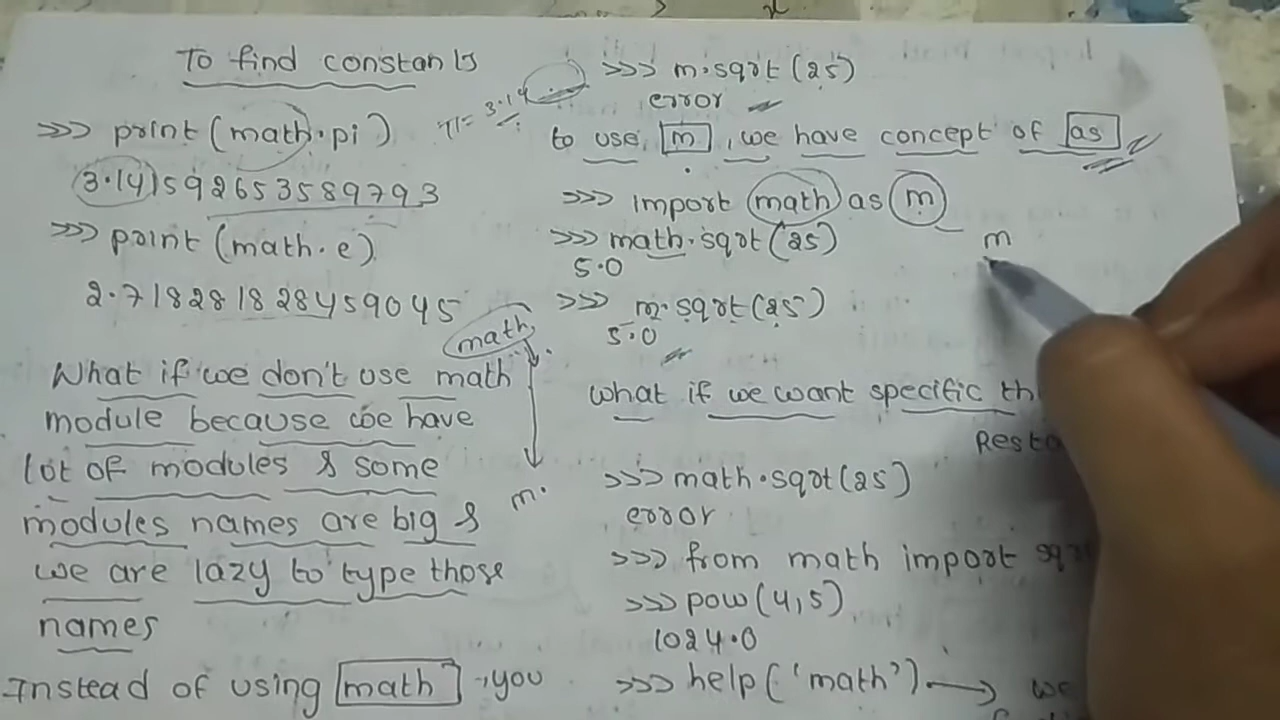 To find constants
>>> print(math.pi)
π = 3.14
3.141592653589793
>>> print(math.e)
2.718281828459045
What if we don't use math
module because we have
lot of modules & some
modules names are big &
we are lazy to type those
names
Instead of using math, you
math,
m.
>>> m.sqrt(25)
error
to use m, we have concept of as
>>> import math as m
>>> math.sqrt(25)
5.0
m
>>> m.sqrt(25)
5.0
What if we want specific
>>> math.sqrt(25)
error
>>> from math import
>>> pow(4,5)
1024.0
>>> help('math') → we